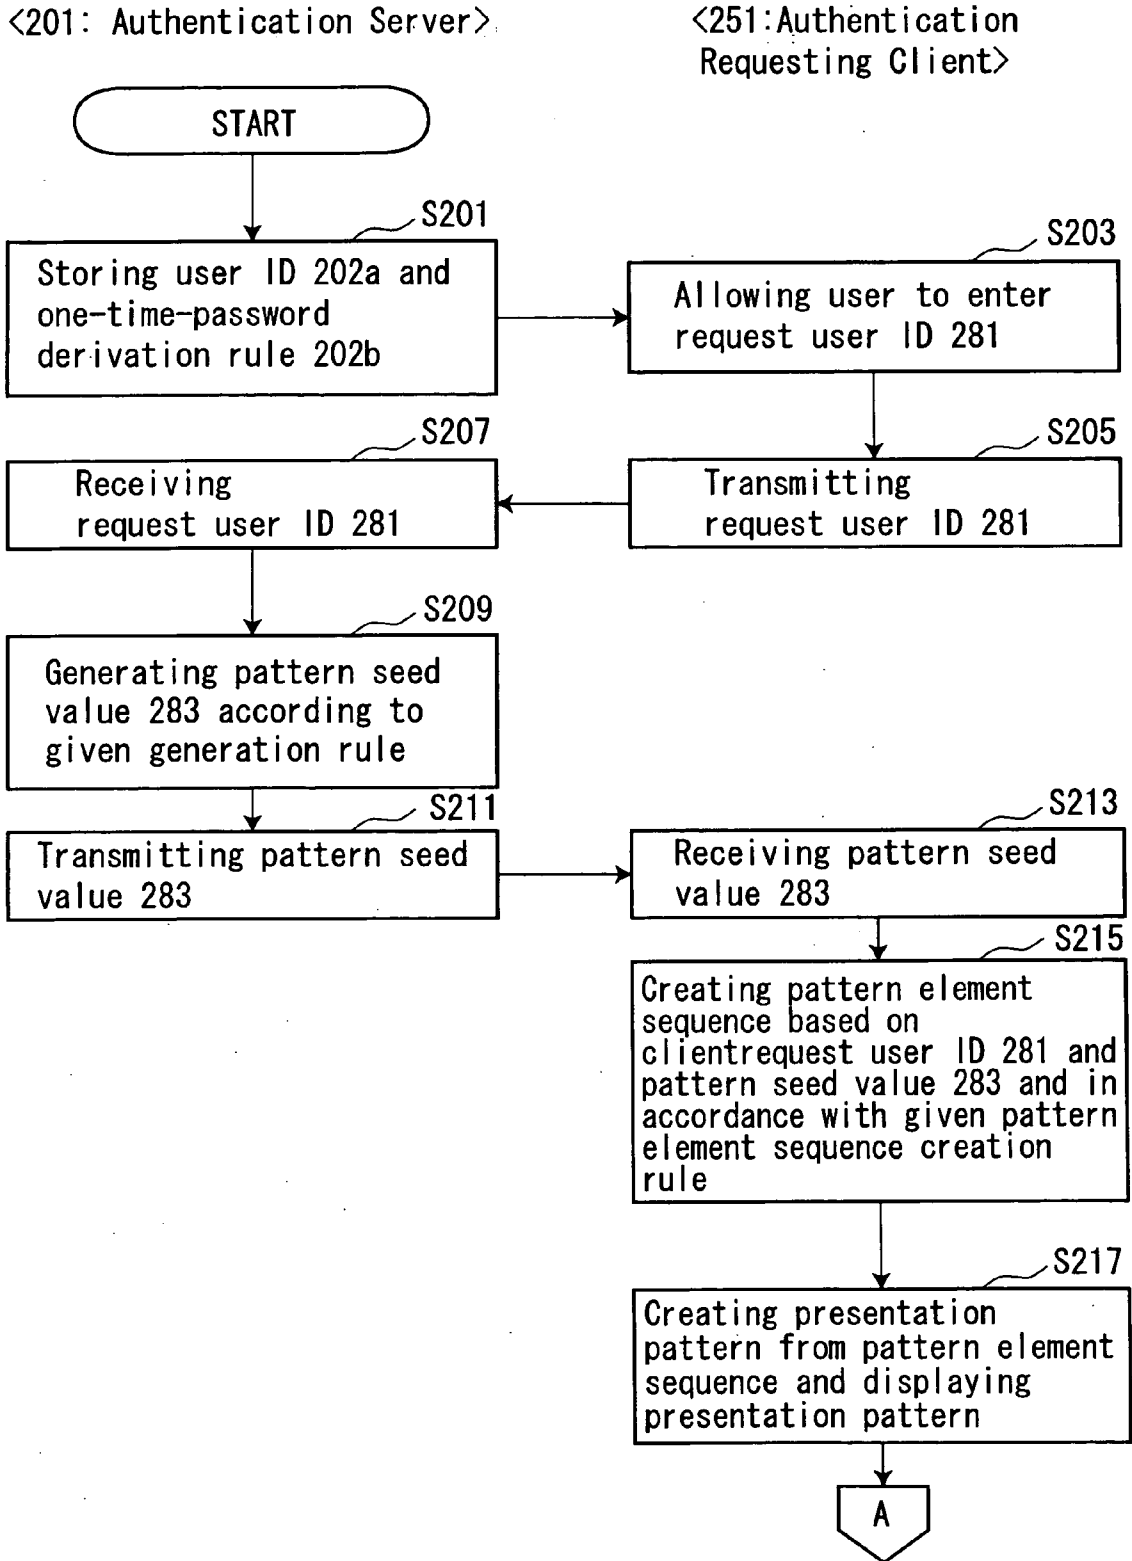 <201: Authentication Server>
<251:Authentication
Requesting Client>
START
S201
Storing user ID 202a and
one-time-password
derivation rule 202b
S203
Allowing user to enter
request user ID 281
S205
Transmitting
request user ID 281
S207
Receiving
request user ID 281
S209
Generating pattern seed
value 283 according to
given generation rule
S211
Transmitting pattern seed
value 283
S213
Receiving pattern seed
value 283
S215
Creating pattern element
sequence based on
clientrequest user ID 281 and
pattern seed value 283 and in
accordance with given pattern
element sequence creation
rule
S217
Creating presentation
pattern from pattern element
sequence and displaying
presentation pattern
A